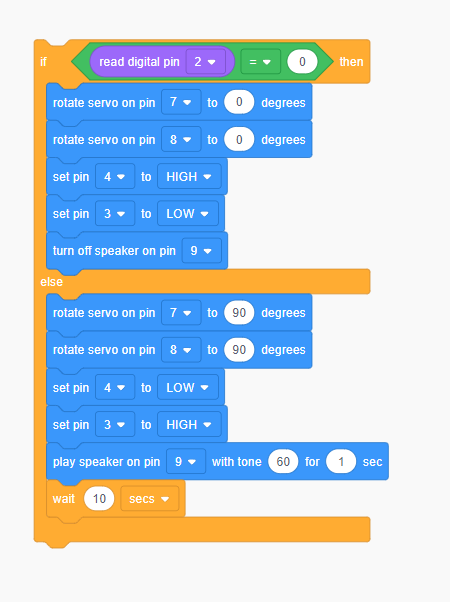 if read digital pin 2 = 0 then
rotate servo on pin 7 to 0 degrees
rotate servo on pin 8 to 0 degrees
set pin 4 to HIGH
set pin 3 to LOW
turn off speaker on pin 9
else
rotate servo on pin 7 to 90 degrees
rotate servo on pin 8 to 90 degrees
set pin 4 to LOW
set pin 3 to HIGH
play speaker on pin 9 with tone 60 for 1 sec
wait 10 secs